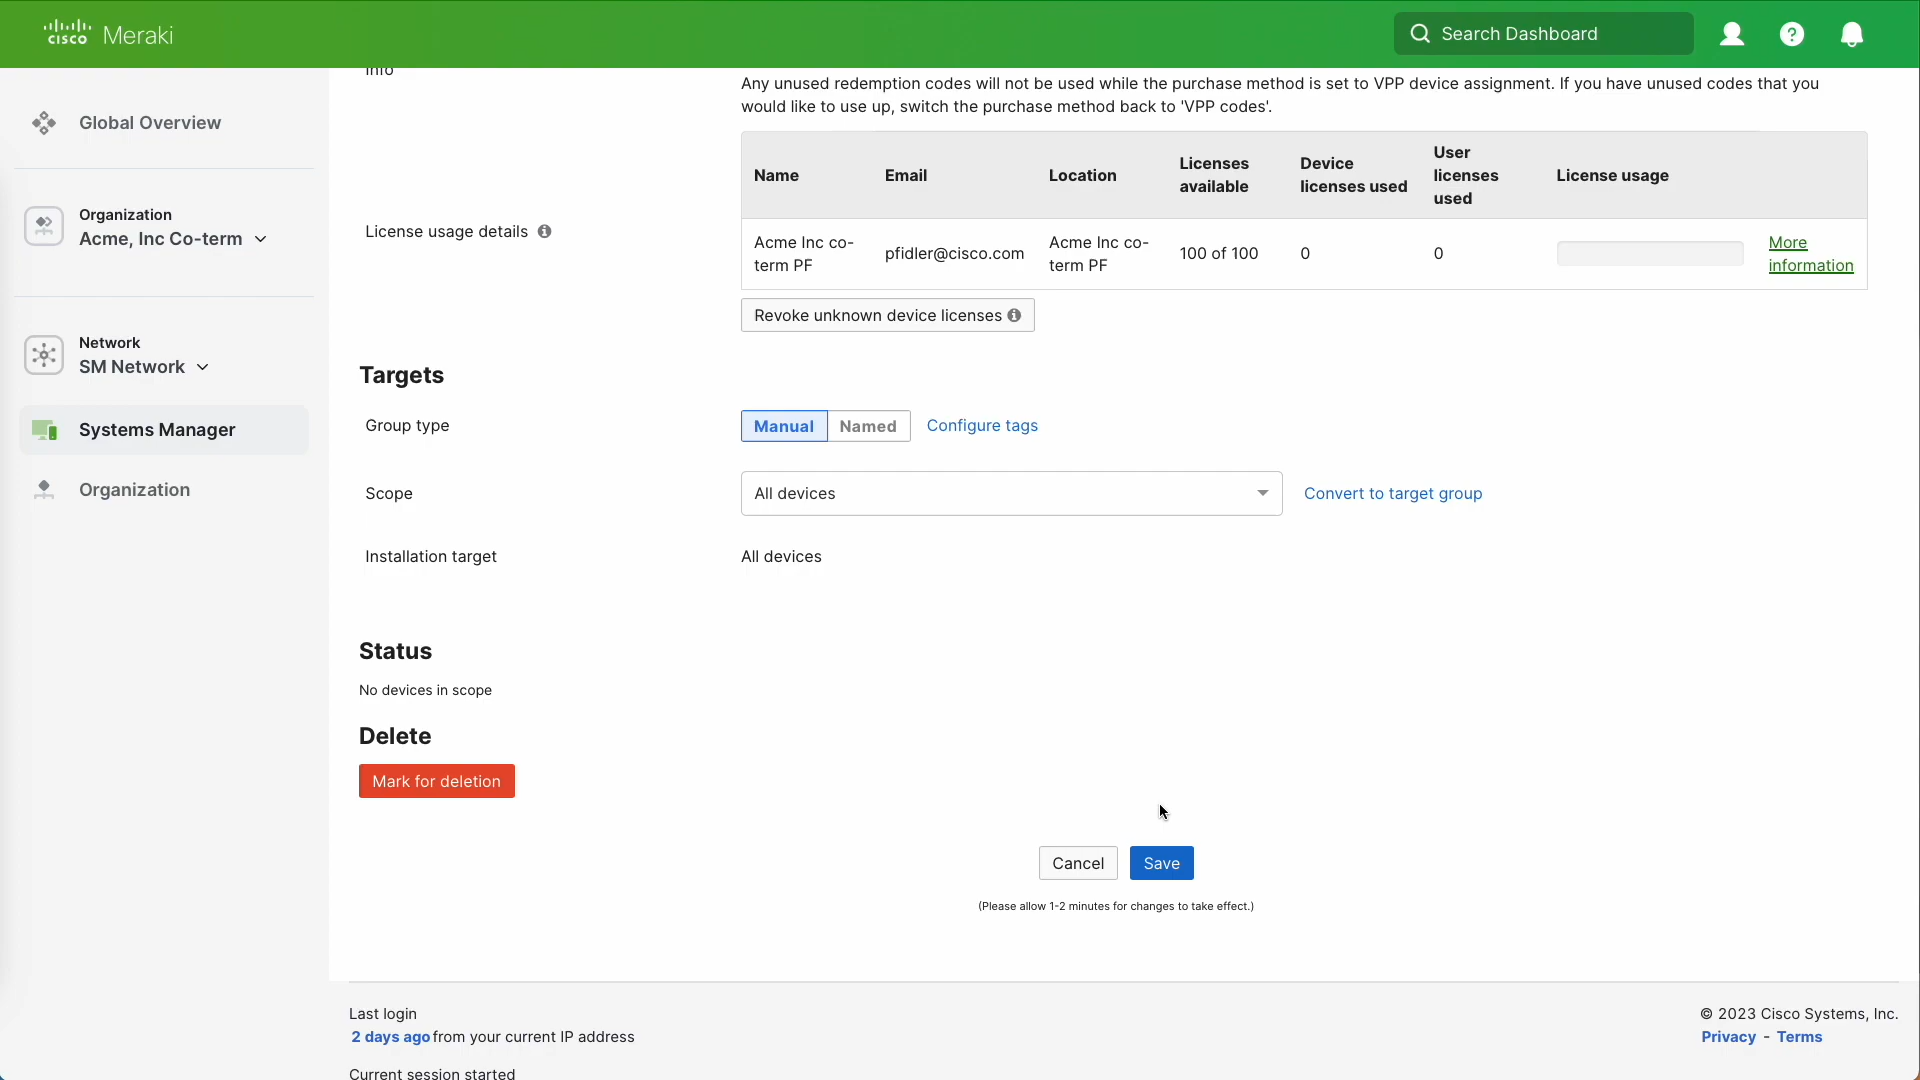 cisco Meraki
Search Dashboard
?
Global Overview
Organization
Acme, Inc Co-term
Network
SM Network
Systems Manager
Organization
Info
Any unused redemption codes will not be used while the purchase method is set to VPP device assignment. If you have unused codes that you
would like to use up, switch the purchase method back to 'VPP codes'.
License usage details
Name Email Location Licenses available Device licenses used User licenses used License usage
Acme Inc co-term PF pfidler@cisco.com Acme Inc co-term PF 100 of 100 0 0 More information
Revoke unknown device licenses
Targets
Group type Manual Named Configure tags
Scope All devices Convert to target group
Installation target All devices
Status
No devices in scope
Delete
Mark for deletion
Cancel Save
(Please allow 1-2 minutes for changes to take effect.)
Last login
2 days ago from your current IP address
Current session started
© 2023 Cisco Systems, Inc.
Privacy - Terms